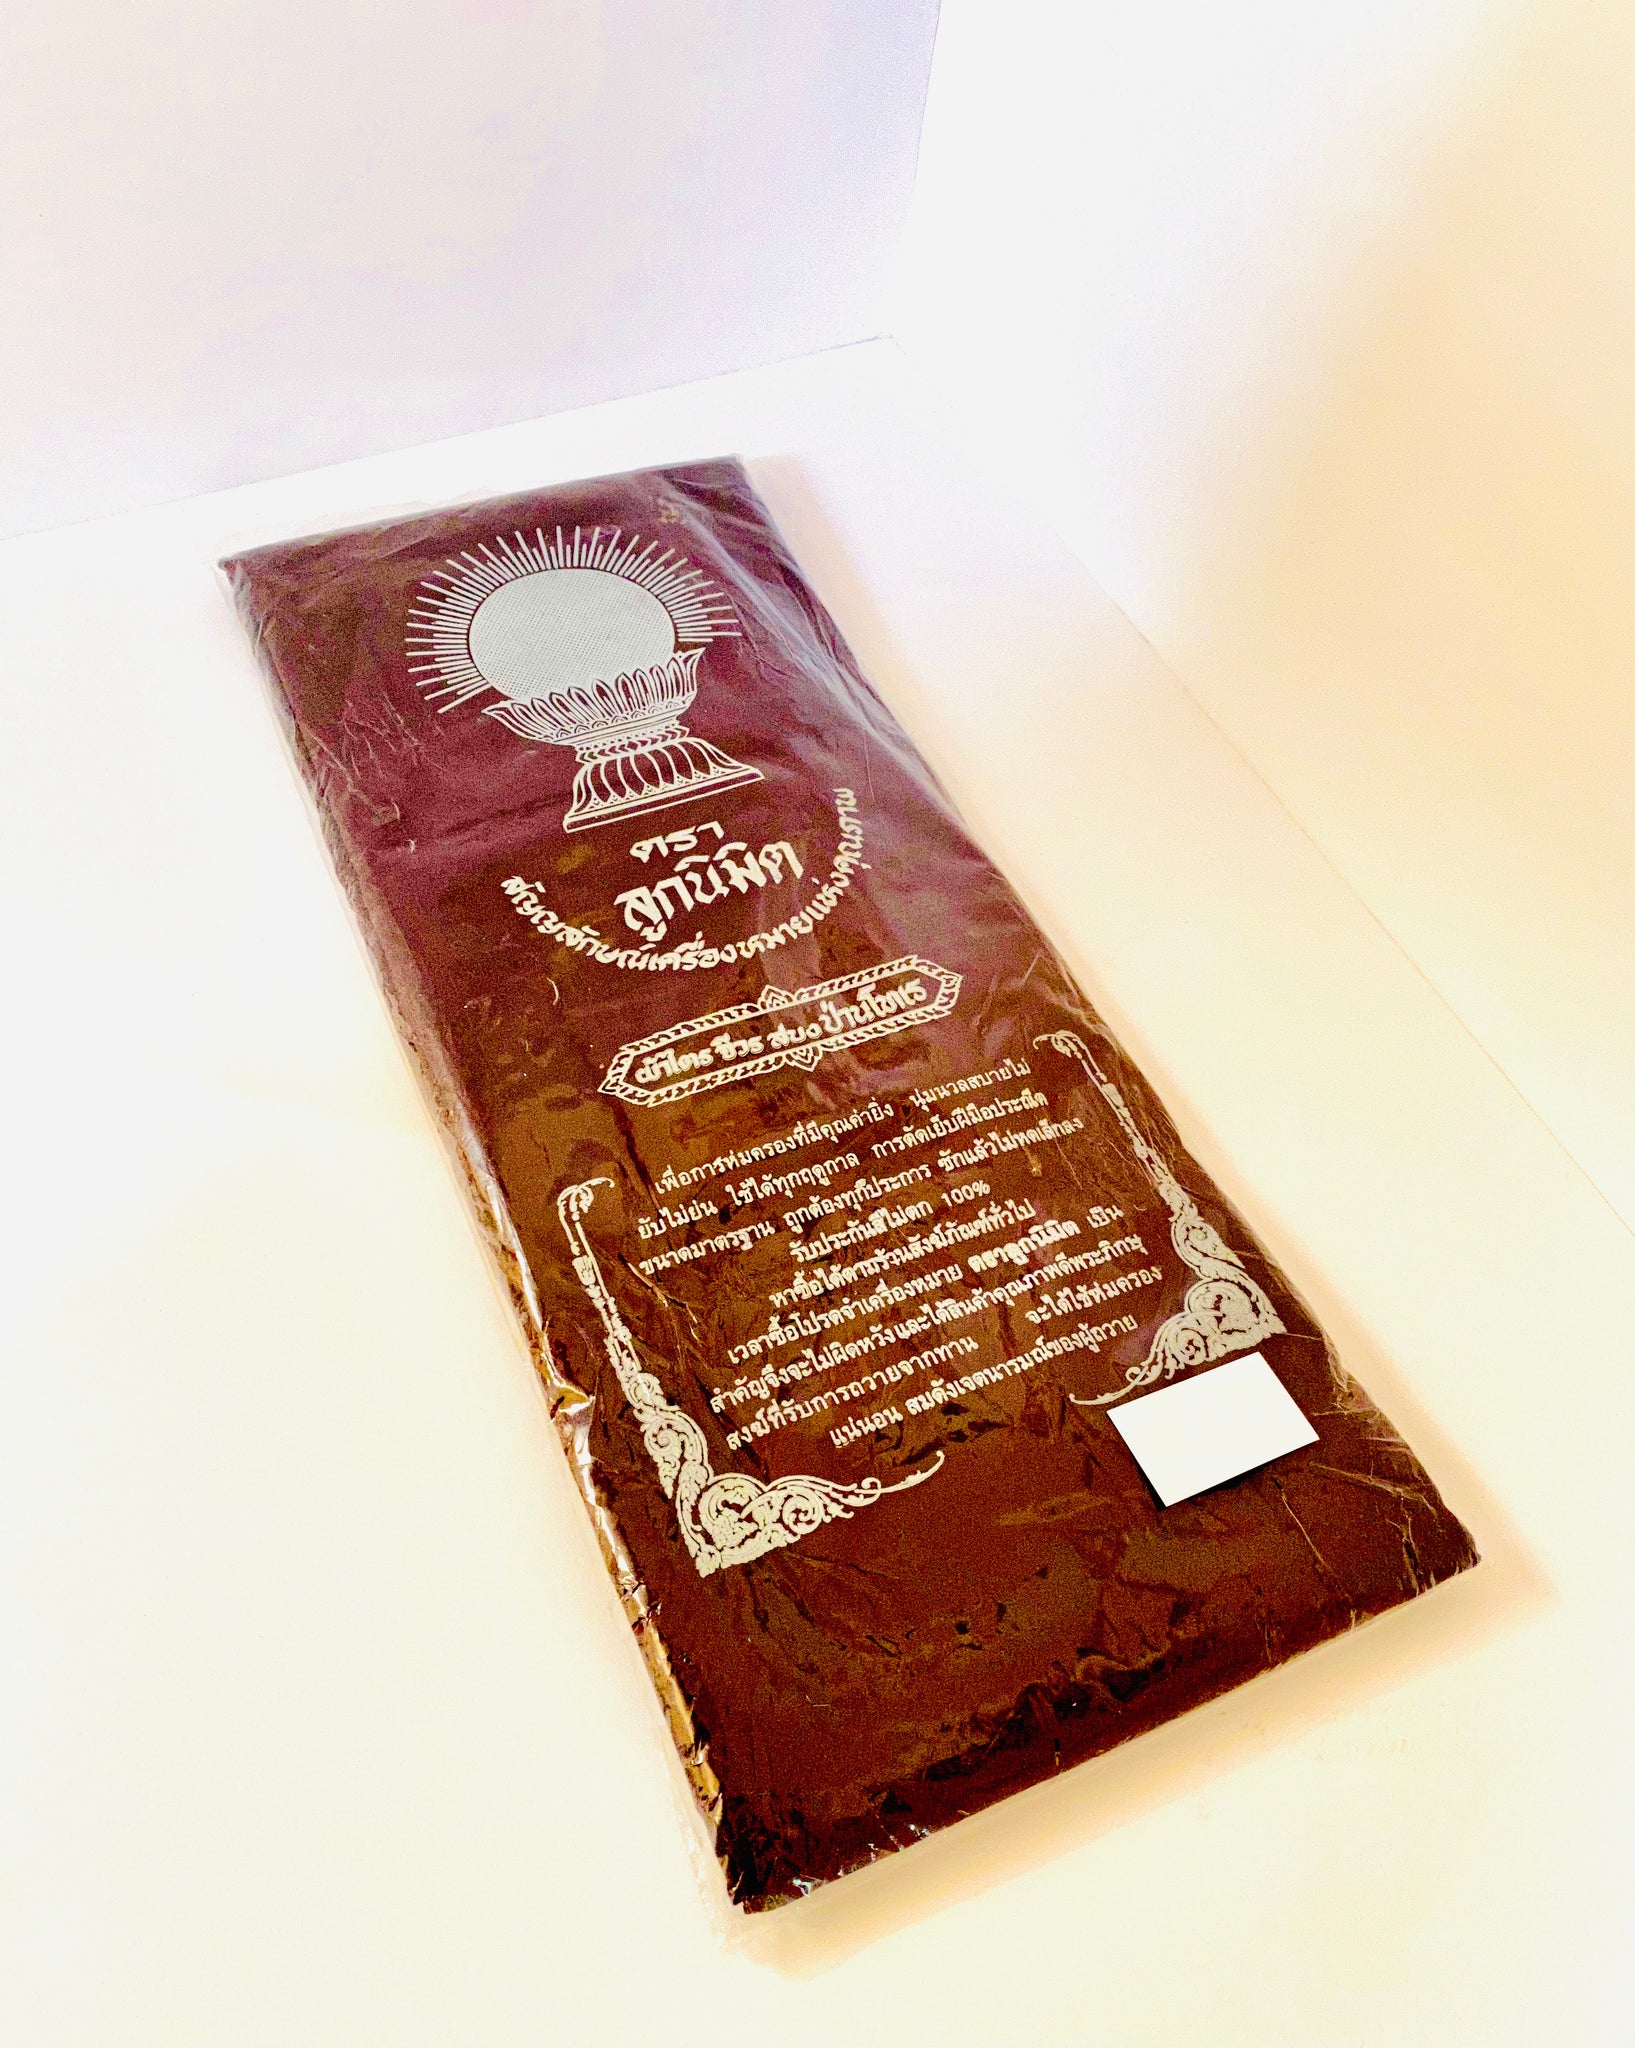 ตรา
ลูกนิมิต
สัญญลักษณ์เครื่องหมายแห่งคุณภาพ
ผ้าไตร จีวร สบง ป่านโทเร
เพื่อการห่มครองที่มีคุณค่ายิ่ง นุ่มนวลสบายไม่
ยับไม่ย่น ใช้ได้ทุกฤดูกาล การตัดเย็บฝีมือประณีต
ขนาดมาตรฐาน ถูกต้องทุกประการ ซักแล้วไม่หดเล็กลง
รับประกันสีไม่ตก 100%
หาซื้อได้ตามร้านสังฆภัณฑ์ทั่วไป
เวลาซื้อโปรดจำเครื่องหมาย ตราลูกนิมิต เป็น
สำคัญจึงจะไม่ผิดหวังและได้สินค้าคุณภาพดีพระภิกษุ
สงฆ์ที่รับการถวายจากทาน จะได้ใช้ห่มครอง
แน่นอน สมดังเจตนารมณ์ของผู้ถวาย